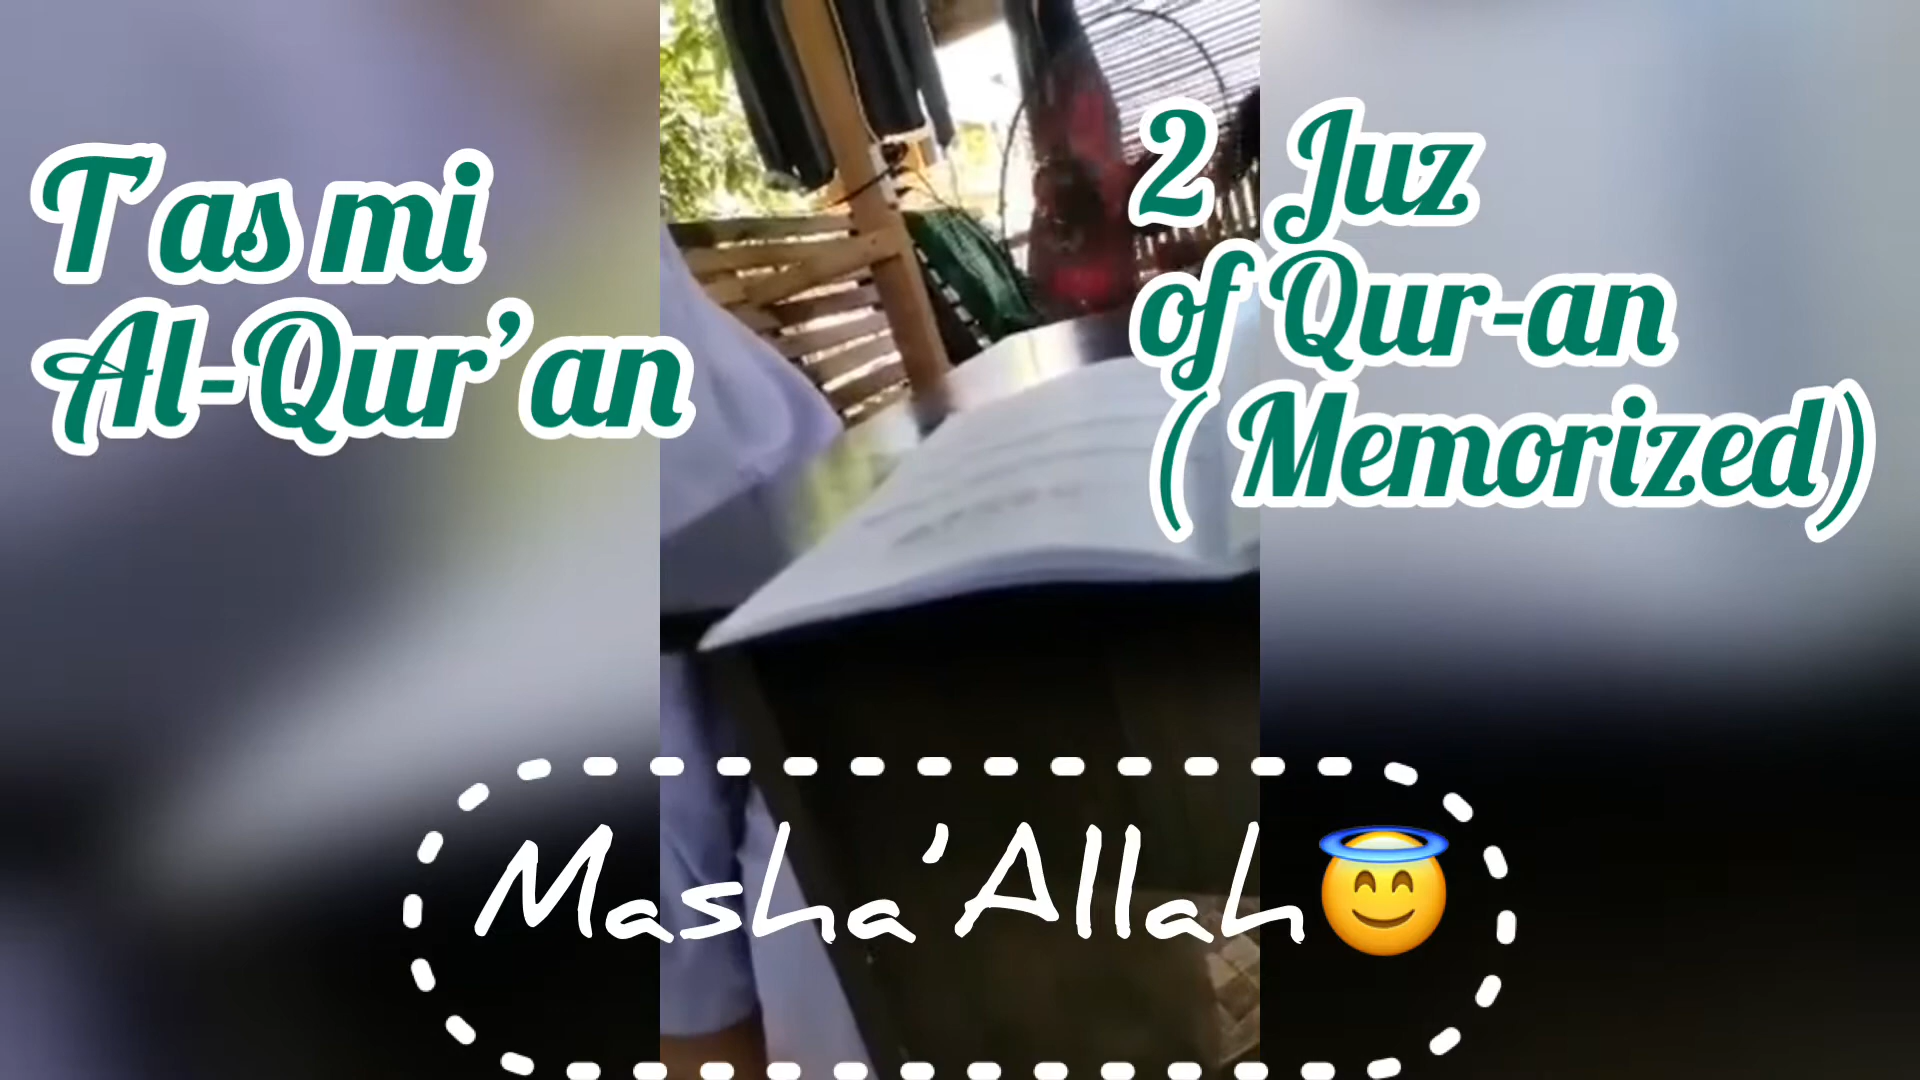 T'as mi
Al-Qur'an
2 Juz
of Qur-an
( Memorized)
Masha'Allah😇